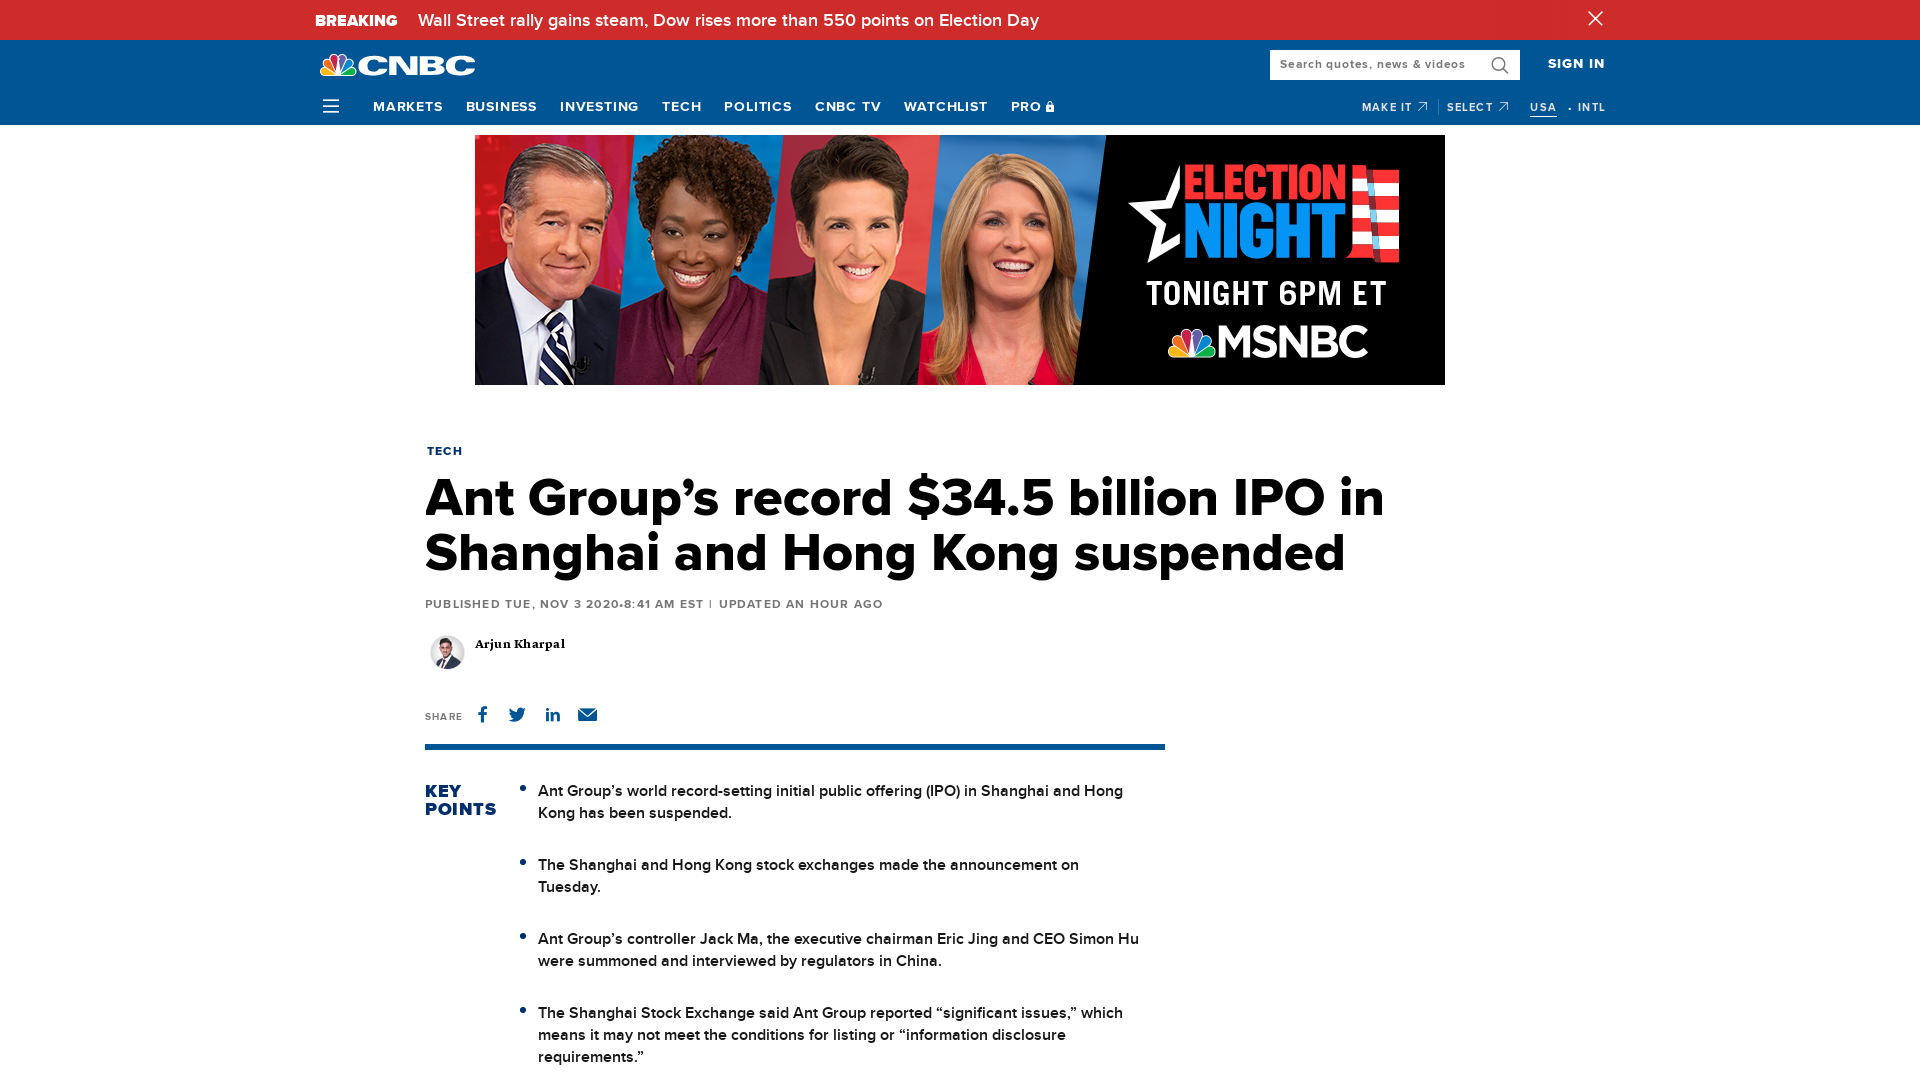 BREAKING Wall Street rally gains steam, Dow rises more than 550 points on Election Day
CNBC
Search quotes, news & videos
SIGN IN
MARKETS BUSINESS INVESTING TECH POLITICS CNBC TV WATCHLIST PRO
MAKE IT SELECT USA • INTL
ELECTION
NIGHT
TONIGHT 6PM ET
MSNBC
TECH
Ant Group’s record $34.5 billion IPO in
Shanghai and Hong Kong suspended
PUBLISHED TUE, NOV 3 2020•8:41 AM EST | UPDATED AN HOUR AGO
Arjun Kharpal
SHARE
KEY
POINTS
• Ant Group’s world record-setting initial public offering (IPO) in Shanghai and Hong
Kong has been suspended.
• The Shanghai and Hong Kong stock exchanges made the announcement on
Tuesday.
• Ant Group’s controller Jack Ma, the executive chairman Eric Jing and CEO Simon Hu
were summoned and interviewed by regulators in China.
• The Shanghai Stock Exchange said Ant Group reported “significant issues,” which
means it may not meet the conditions for listing or “information disclosure
requirements.”